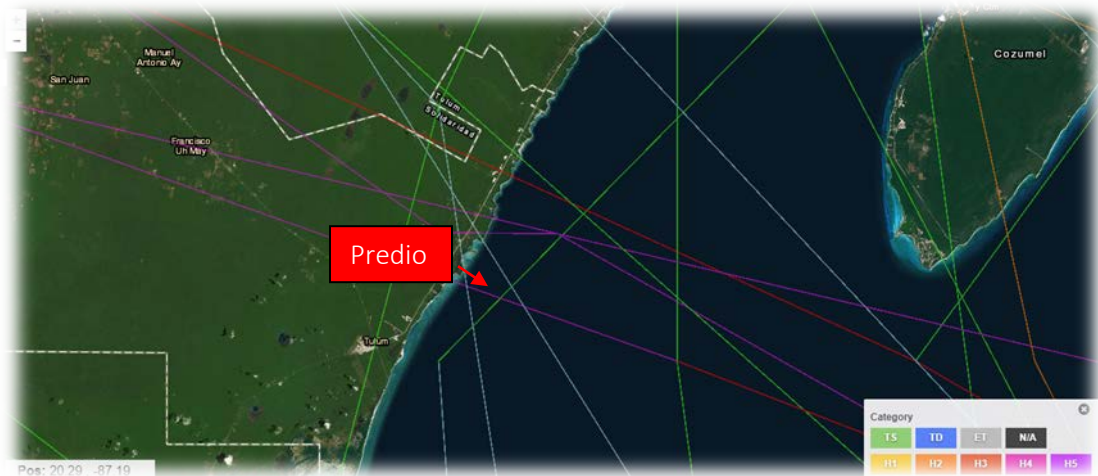 +
−
Manuel
Antonio Ay
San Juan
Francisco
Uh May
Tulum
Solidaridad
Cozumel
Predio
Tulum
Category
TS TD ET N/A
H1 H2 H3 H4 H5
Pos: 20.29 , -87.19